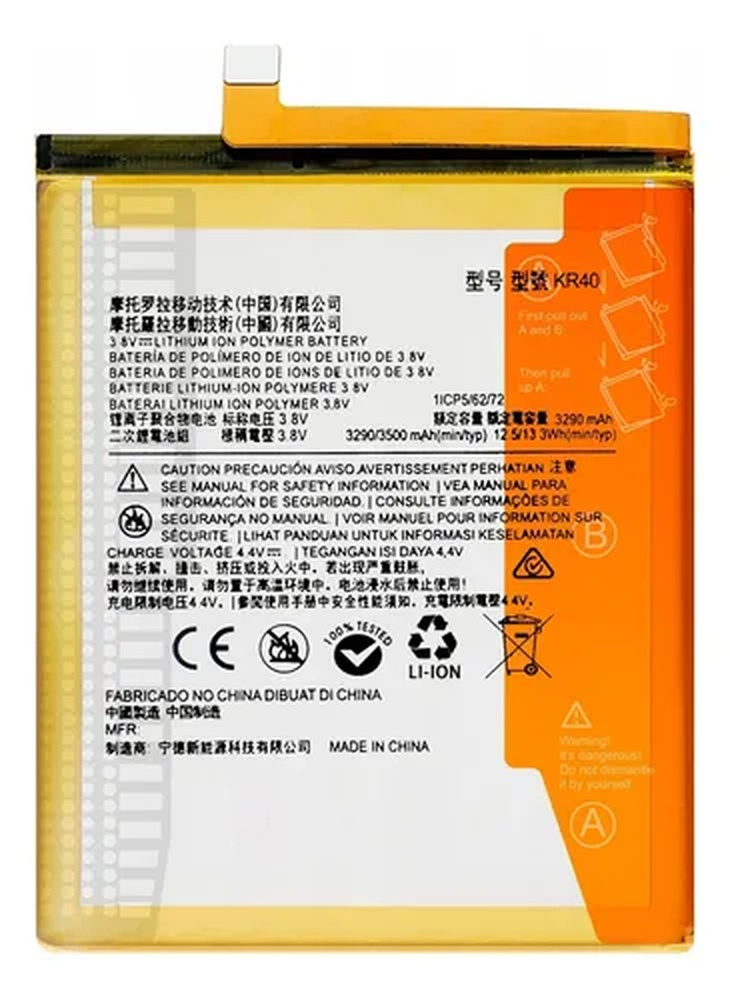 型号 型號 KR40
摩托罗拉移动技术(中国)有限公司
摩托羅拉移動技術(中國)有限公司
3 8V⎓LITHIUM ION POLYMER BATTERY
BATERÍA DE POLÍMERO DE ION DE LITIO DE 3 8V
BATERIA DE POLIMERO DE IONS DE LITIO DE 3 8V
BATTERIE LITHIUM-ION POLYMERE 3 8V
BATERAI LITHIUM ION POLYMER 3,8V 1ICP5/62/72
锂离子聚合物电池 标称电压 3.8V 额定容量 額定電容量 3290 mAh
二次鋰電池組 標稱電壓 3.8V 3290/3500 mAh(min/typ) 12 5/13 3Wh(min/typ)
CAUTION PRECAUCIÓN AVISO AVERTISSEMENT PERHATIAN 注意
SEE MANUAL FOR SAFETY INFORMATION. | VEA MANUAL PARA
INFORMACIÓN DE SEGURIDAD. | CONSULTE INFORMAÇÕES DE
SEGURANÇA NO MANUAL | VOIR MANUEL POUR INFORMATION SUR
SÉCURITE. | LIHAT PANDUAN UNTUK INFORMASI KESELAMATAN
CHARGE VOLTAGE 4.4V⎓ | TEGANGAN ISI DAYA 4,4V
禁止拆解、撞击、挤压或投入火中。若出现严重鼓胀,
请勿继续使用。请勿置于高温环境中。电池浸水后禁止使用!
充电限制电压4 4V。|參閱使用手册中安全性能須知。充電限制電壓4 4V。
CE
100% TESTED
LI-ION
FABRICADO NO CHINA DIBUAT DI CHINA
中國製造 中国制造
MFR:
制造商: 宁德新能源科技有限公司 MADE IN CHINA
A
First pull out
A and B:
Then pull
up A:
B
Warning!
It's dangerous!
Do not dismantle
it by yourself
A